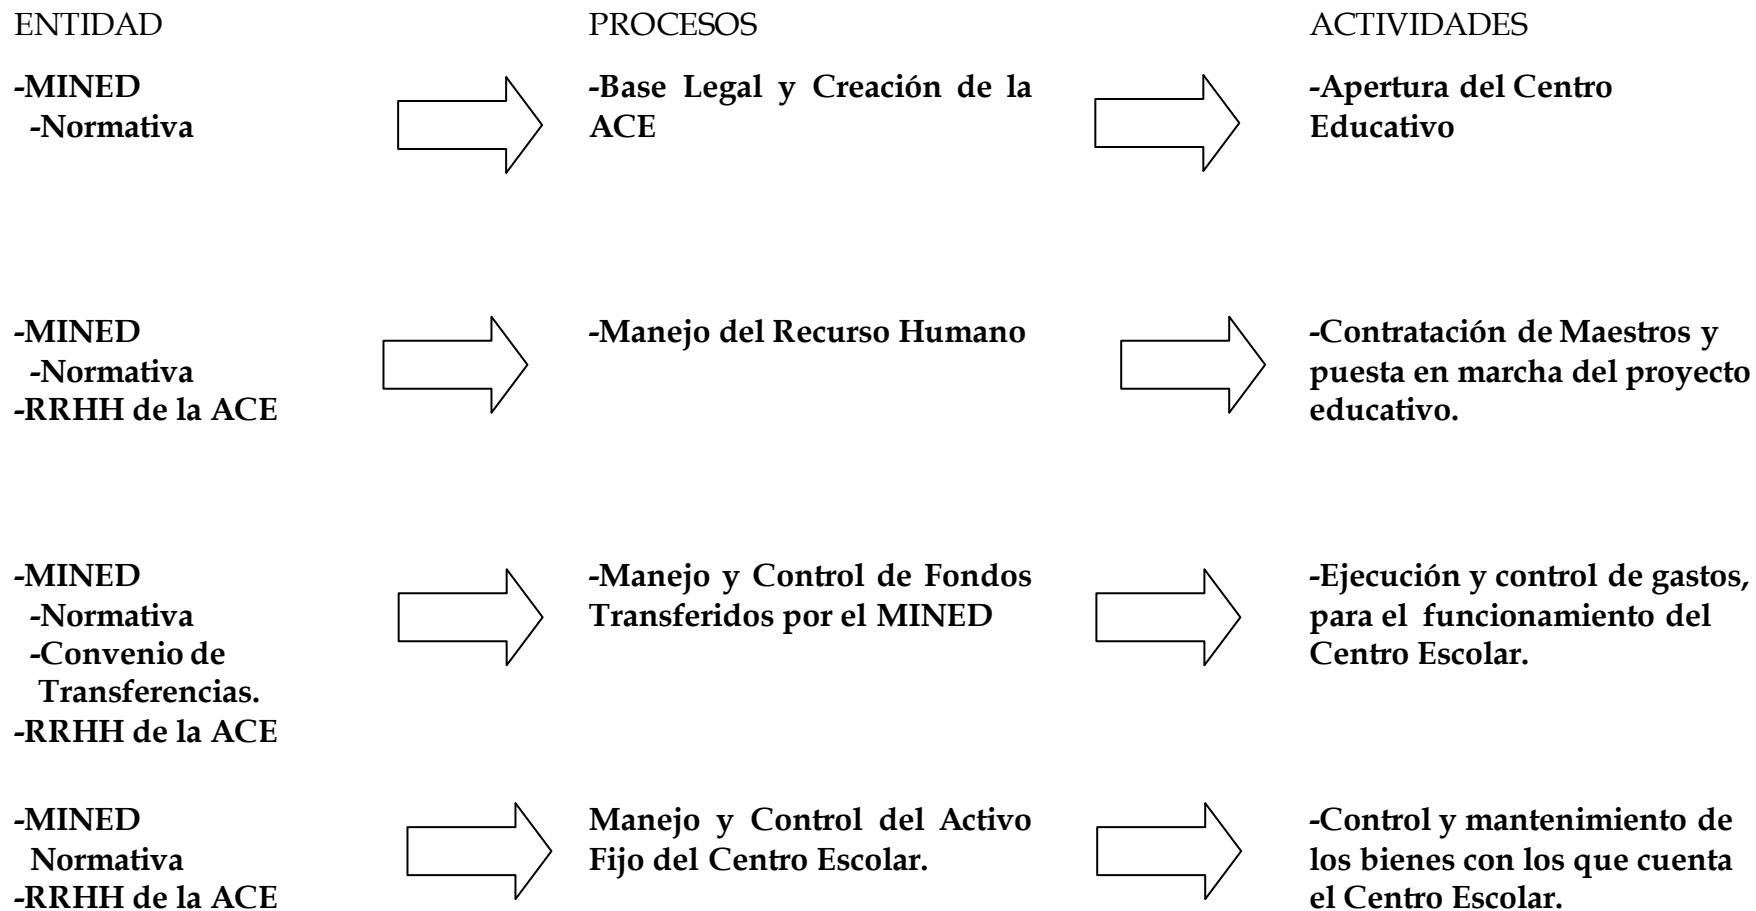 ENTIDAD PROCESOS ACTIVIDADES
-MINED
-Normativa
-Base Legal y Creación de la
ACE
-Apertura del Centro
Educativo
-MINED
-Normativa
-RRHH de la ACE
-Manejo del Recurso Humano
-Contratación de Maestros y
puesta en marcha del proyecto
educativo.
-MINED
-Normativa
-Convenio de
Transferencias.
-RRHH de la ACE
-Manejo y Control de Fondos
Transferidos por el MINED
-Ejecución y control de gastos,
para el funcionamiento del
Centro Escolar.
-MINED
Normativa
-RRHH de la ACE
Manejo y Control del Activo
Fijo del Centro Escolar.
-Control y mantenimiento de
los bienes con los que cuenta
el Centro Escolar.